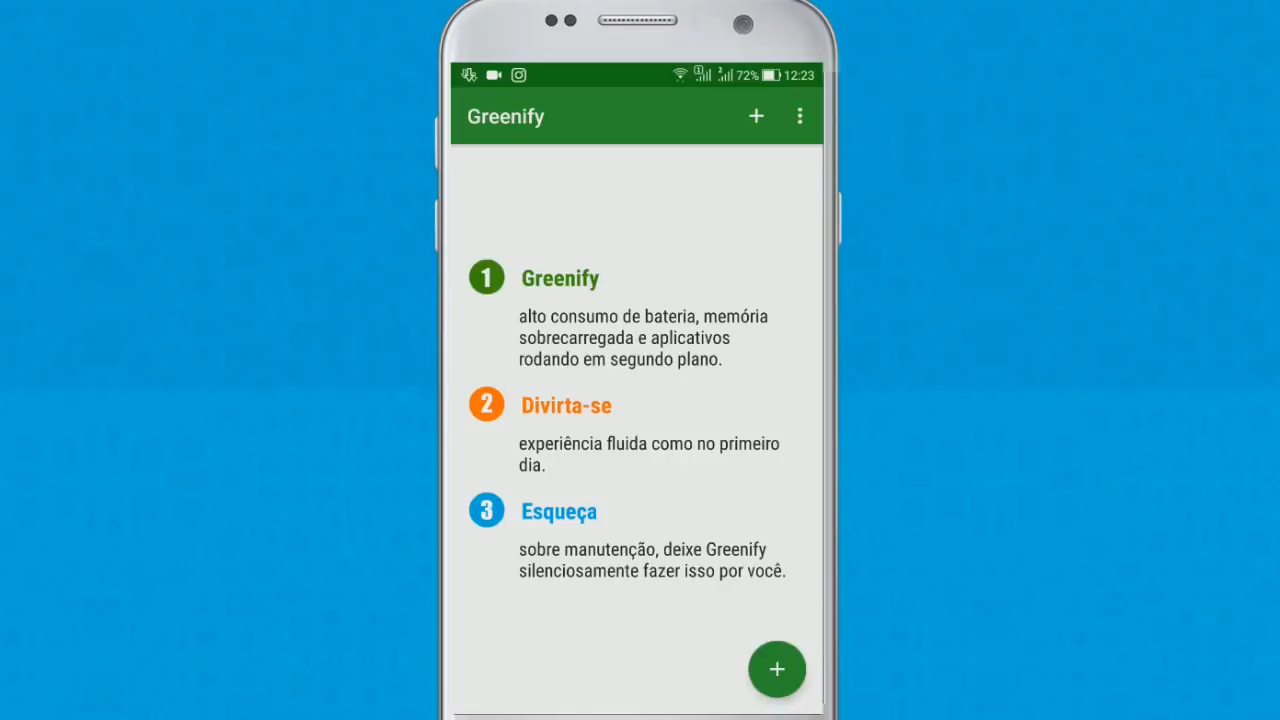 72% 12:23
Greenify
1 Greenify
alto consumo de bateria, memória
sobrecarregada e aplicativos
rodando em segundo plano.
2 Divirta-se
experiência fluida como no primeiro
dia.
3 Esqueça
sobre manutenção, deixe Greenify
silenciosamente fazer isso por você.